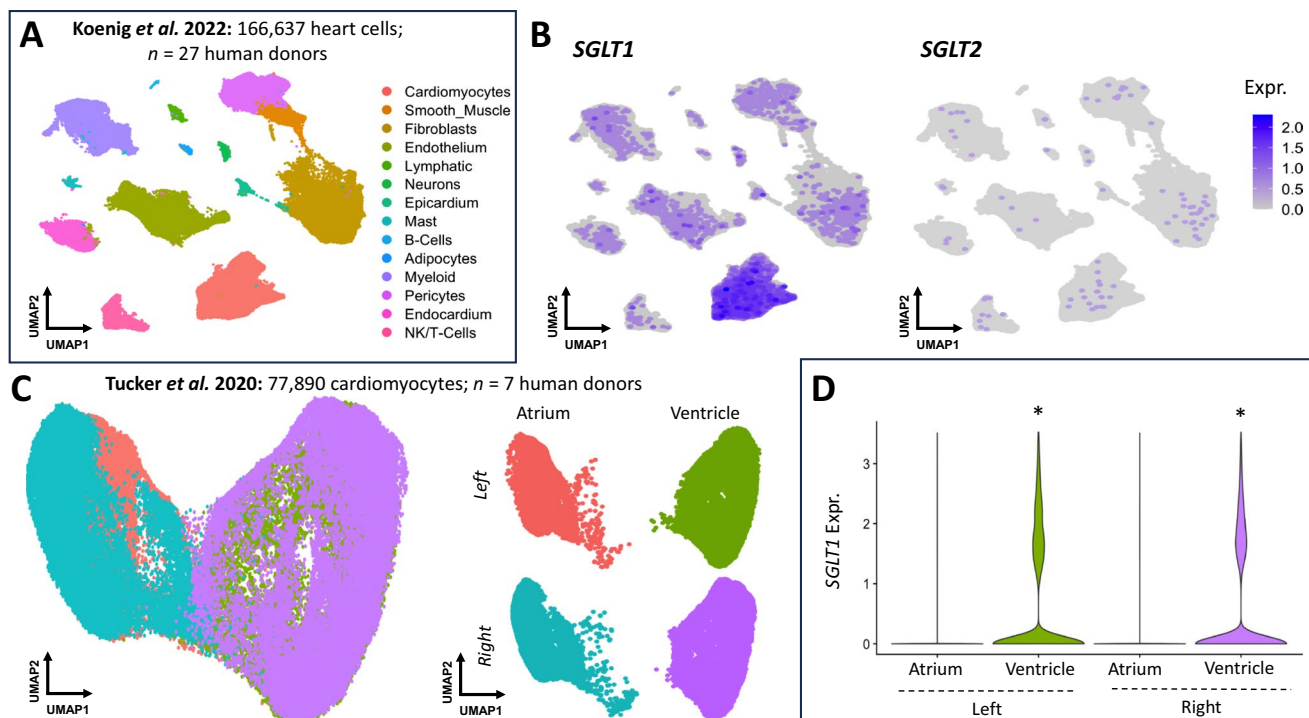 A
Koenig et al. 2022: 166,637 heart cells;
n = 27 human donors
Cardiomyocytes
Smooth_Muscle
Fibroblasts
Endothelium
Lymphatic
Neurons
Epicardium
Mast
B-Cells
Adipocytes
Myeloid
Pericytes
Endocardium
NK/T-Cells
UMAP2
UMAP1
B
SGLT1
SGLT2
Expr.
2.0
1.5
1.0
0.5
0.0
UMAP2
UMAP1
UMAP2
UMAP1
C
Tucker et al. 2020: 77,890 cardiomyocytes; n = 7 human donors
Atrium
Ventricle
Left
Right
UMAP2
UMAP1
UMAP2
UMAP1
D
*
*
SGLT1 Expr.
3
2
1
0
Atrium
Ventricle
Atrium
Ventricle
Left
Right